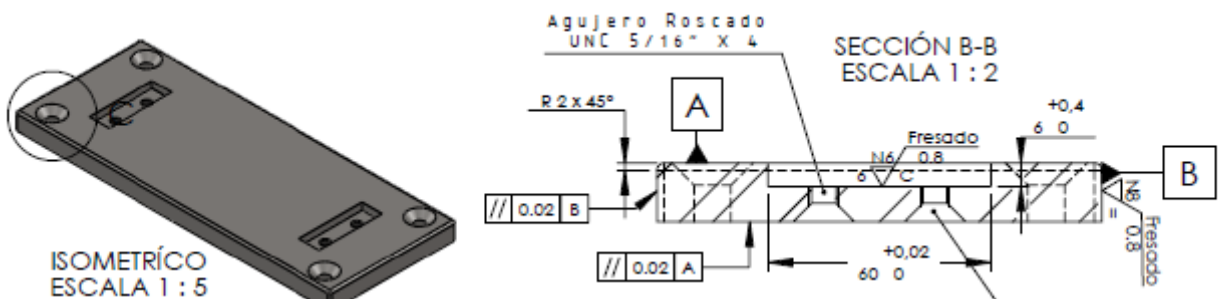 Agujero Roscado
UNC 5/16" X 4
SECCIÓN B-B
ESCALA 1 : 2
R 2 x 45º
A
Fresado
N6 0.8
6 C
+0,4
6 0
B
// 0.02 B
// 0.02 A
+0,02
60 0
N6 0.8
=
Fresado
ISOMETRÍCO
ESCALA 1 : 5